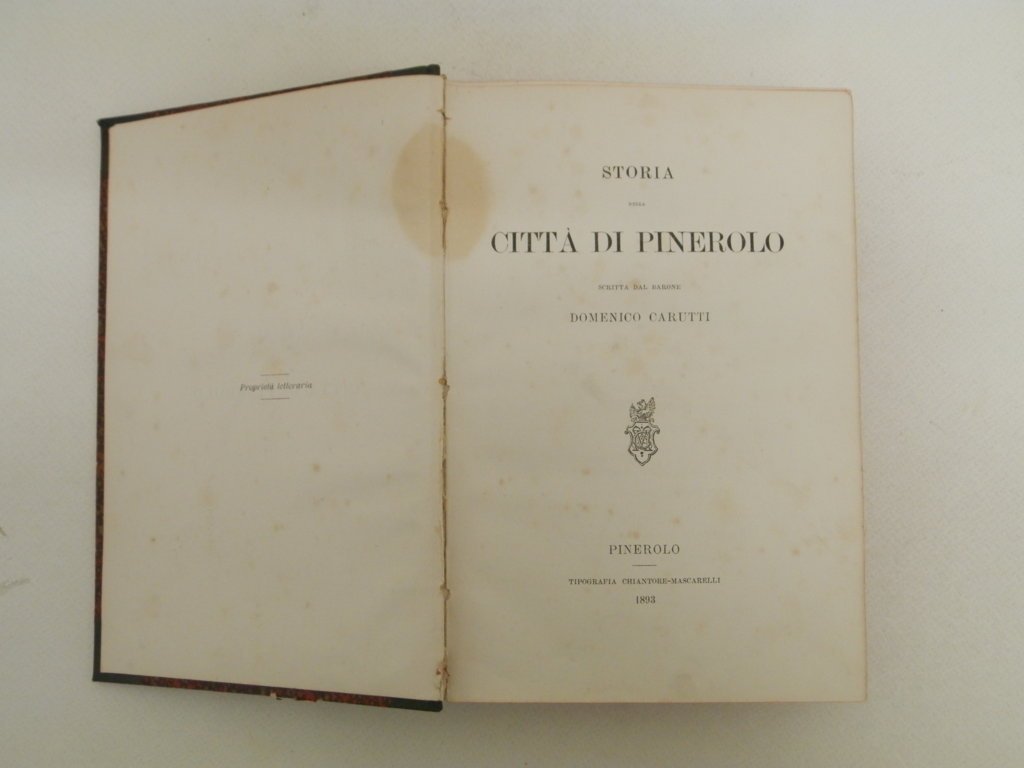 Proprietà letteraria
STORIA
DELLA
CITTÀ DI PINEROLO
SCRITTA DAL BARONE
DOMENICO CARUTTI
PINEROLO
TIPOGRAFIA CHIANTORE-MASCARELLI
1893